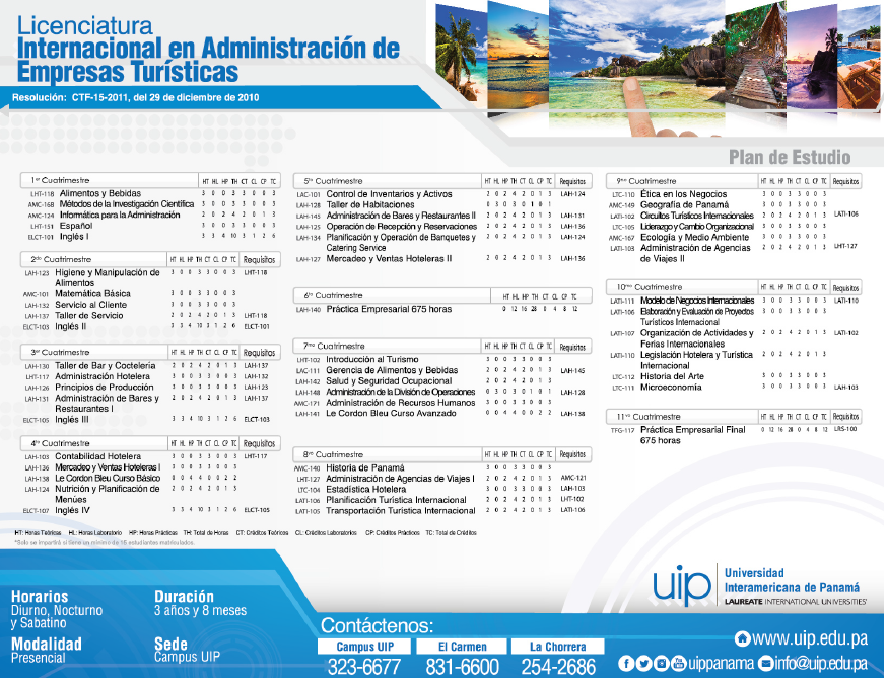 Licenciatura
Internacional en Administración de
Empresas Turísticas
Resolución: CTF-15-2011, del 29 de diciembre de 2010
Plan de Estudio
1er Cuatrimestre HT HL HP TH CT CL CP TC
LHT-118 Alimentos y Bebidas 3 0 0 3 3 0 0 3
AMC-168 Métodos de la Investigación Científica 3 0 0 3 3 0 0 3
AMC-124 Informática para la Administración 2 0 2 4 2 0 1 3
LHT-151 Español 3 0 0 3 3 0 0 3
ELCT-101 Inglés I 3 3 4 10 3 1 2 6
2do Cuatrimestre HT HL HP TH CT CL CP TC Requisitos
LAH-123 Higiene y Manipulación de 3 0 0 3 3 0 0 3 LHT-118
Alimentos
AMC-101 Matemática Básica 3 0 0 3 3 0 0 3
LAH-132 Servicio al Cliente 3 0 0 3 3 0 0 3
LAH-137 Taller de Servicio 2 0 2 4 2 0 1 3 LHT-118
ELCT-103 Inglés II 3 3 4 10 3 1 2 6 ELCT-101
3er Cuatrimestre HT HL HP TH CT CL CP TC Requisitos
LAH-130 Taller de Bar y Coctelería 2 0 2 4 2 0 1 3 LAH-137
LHT-117 Administración Hotelera 3 0 0 3 3 0 0 3 LAH-132
LAH-126 Principios de Producción 3 0 0 3 3 0 0 3 LAH-123
LAH-131 Administración de Bares y 2 0 2 4 2 0 1 3 LAH-137
Restaurantes I
ELCT-105 Inglés III 3 3 4 10 3 1 2 6 ELCT-103
4to Cuatrimestre HT HL HP TH CT CL CP TC Requisitos
LAH-103 Contabilidad Hotelera 3 0 0 3 3 0 0 3 LHT-117
LAH-136 Mercadeo y Ventas Hoteleras I 3 0 0 3 3 0 0 3
LAH-138 Le Cordon Bleu Curso Básico 0 0 4 4 0 0 2 2
LAH-124 Nutrición y Planificación de 2 0 2 4 2 0 1 3
Menúes
ELCT-107 Inglés IV 3 3 4 10 3 1 2 6 ELCT-105
5to Cuatrimestre HT HL HP TH CT CL CP TC Requisitos
LAC-101 Control de Inventarios y Activos 2 0 2 4 2 0 1 3 LAH-124
LAH-128 Taller de Habitaciones 0 3 0 3 0 1 0 1
LAH-145 Administración de Bares y Restaurantes II 2 0 2 4 2 0 1 3 LAH-131
LAH-125 Operación de Recepción y Reservaciones 2 0 2 4 2 0 1 3 LAH-136
LAH-134 Planificación y Operación de Banquetes y 2 0 2 4 2 0 1 3 LAH-124
Catering Service
LAH-127 Mercadeo y Ventas Hoteleras II 2 0 2 4 2 0 1 3 LAH-136
6to Cuatrimestre HT HL HP TH CT CL CP TC
LAH-140 Práctica Empresarial 675 horas 0 12 16 28 0 4 8 12
7mo Cuatrimestre HT HL HP TH CT CL CP TC Requisitos
LHT-102 Introducción al Turismo 3 0 0 3 3 0 0 3
LAC-111 Gerencia de Alimentos y Bebidas 3 0 0 3 3 0 0 3 LAH-145
LAH-142 Salud y Seguridad Ocupacional 2 0 2 4 2 0 1 3
LAH-148 Administración de la División de Operaciones 0 3 0 3 0 1 0 1 LAH-128
AMC-171 Administración de Recursos Humanos 3 0 0 3 3 0 0 3
LAH-141 Le Cordon Bleu Curso Avanzado 0 0 4 4 0 0 2 2 LAH-138
8vo Cuatrimestre HT HL HP TH CT CL CP TC Requisitos
AMC-140 Historia de Panamá 3 0 0 3 3 0 0 3
LHT-127 Administración de Agencias de Viajes I 2 0 2 4 2 0 1 3 AMC-121
LTC-104 Estadística Hotelera 3 0 0 3 3 0 0 3 LAH-103
LATI-106 Planificación Turística Internacional 2 0 2 4 2 0 1 3 LHT-102
LATI-105 Transportación Turística Internacional 2 0 2 4 2 0 1 3 LATI-106
9no Cuatrimestre HT HL HP TH CT CL CP TC Requisitos
LTC-110 Ética en los Negocios 3 0 0 3 3 0 0 3
AMC-149 Geografía de Panamá 3 0 0 3 3 0 0 3
LATI-102 Circuitos Turísticos Internacionales 2 0 2 4 2 0 1 3 LATI-106
LTC-105 Liderazgo y Cambio Organizacional 3 0 0 3 3 0 0 3
AMC-167 Ecología y Medio Ambiente 3 0 0 3 3 0 0 3
LATI-103 Administración de Agencias 2 0 2 4 2 0 1 3 LHT-127
de Viajes II
10mo Cuatrimestre HT HL HP TH CT CL CP TC Requisitos
LATI-111 Modelo de Negocios Internacionales 3 0 0 3 3 0 0 3 LATI-110
LATI-106 Elaboración y Evaluación de Proyectos 3 0 0 3 3 0 0 3
Turísticos Internacional
LATI-107 Organización de Actividades y 2 0 2 4 2 0 1 3 LATI-102
Ferias Internacionales
LATI-110 Legislación Hotelera y Turística 2 0 2 4 2 0 1 3
Internacional
LTC-112 Historia del Arte 3 0 0 3 3 0 0 3
LTC-111 Microeconomía 3 0 0 3 3 0 0 3 LAH-103
11vo Cuatrimestre HT HL HP TH CT CL CP TC Requisitos
TFG-117 Práctica Empresarial Final 0 12 16 28 0 4 8 12 LRS-100
675 horas
HT: Horas Teóricas HL: Horas Laboratorio HP: Horas Prácticas TH: Total de Horas CT: Créditos Teóricos CL: Créditos Laboratorios CP: Créditos Prácticos TC: Total de Créditos
*Solo se impartirá si tiene un mínimo de 15 estudiantes matriculados.
Horarios
Diurno, Nocturno
y Sabatino
Modalidad
Presencial
Duración
3 años y 8 meses
Sede
Campus UIP
Contáctenos:
Campus UIP
323-6677
El Carmen
831-6600
La Chorrera
254-2686
uip
Universidad
Interamericana de Panamá
LAUREATE INTERNATIONAL UNIVERSITIES
www.uip.edu.pa
uippanama info@uip.edu.pa